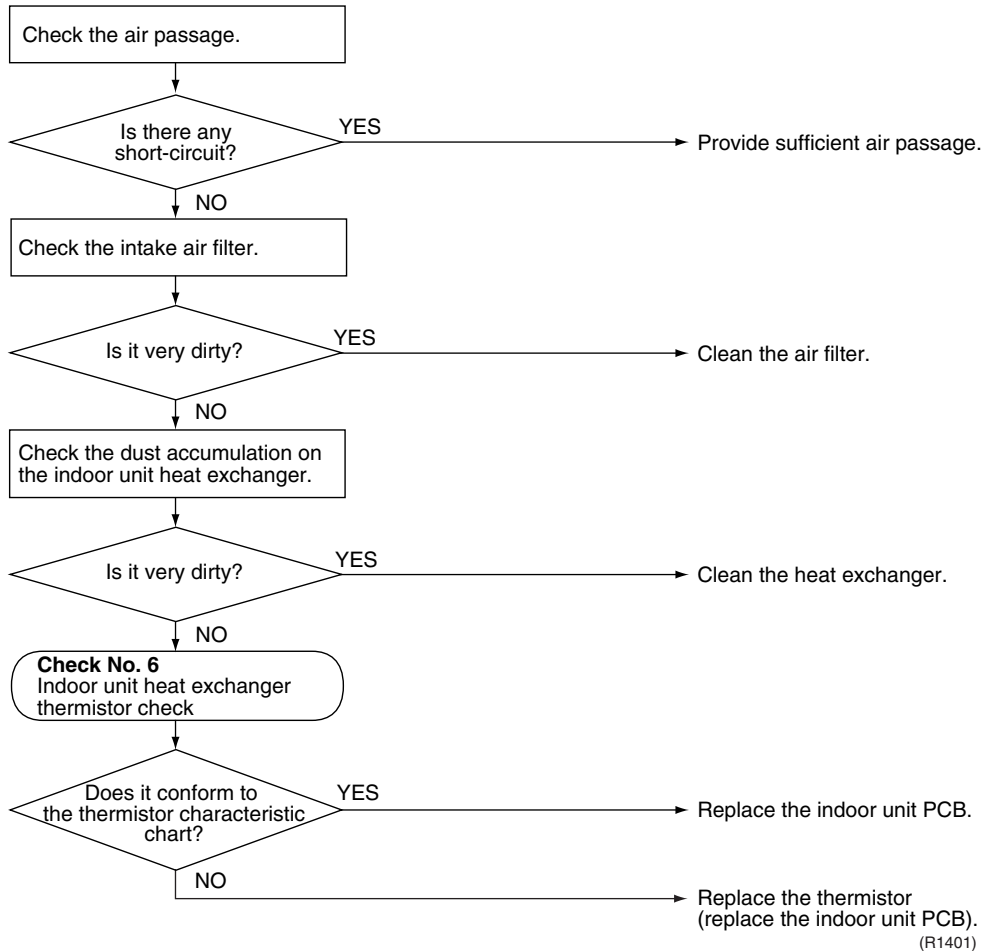 Check the air passage.
Is there any
short-circuit?
YES
Provide sufficient air passage.
NO
Check the intake air filter.
Is it very dirty?
YES
Clean the air filter.
NO
Check the dust accumulation on
the indoor unit heat exchanger.
Is it very dirty?
YES
Clean the heat exchanger.
NO
Check No. 6
Indoor unit heat exchanger
thermistor check
Does it conform to
the thermistor characteristic
chart?
YES
Replace the indoor unit PCB.
NO
Replace the thermistor
(replace the indoor unit PCB).
(R1401)